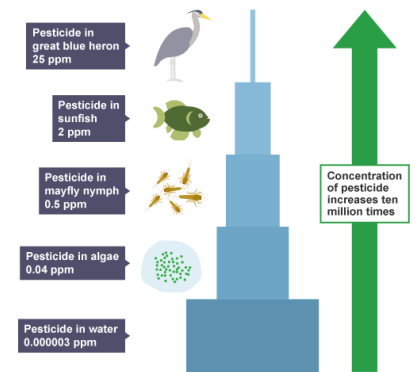 Pesticide in
great blue heron
25 ppm
Pesticide in
sunfish
2 ppm
Pesticide in
mayfly nymph
0.5 ppm
Concentration
of pesticide
increases ten
million times
Pesticide in algae
0.04 ppm
Pesticide in water
0.000003 ppm